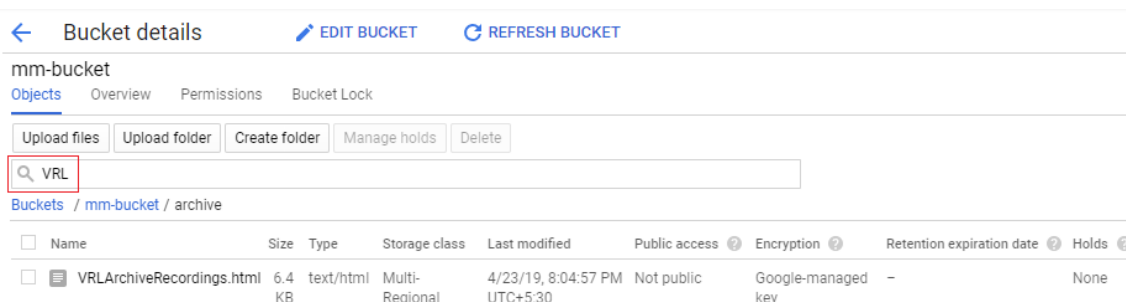 Bucket details EDIT BUCKET REFRESH BUCKET
mm-bucket
Objects Overview Permissions Bucket Lock
Upload files Upload folder Create folder Manage holds Delete
VRL
Buckets / mm-bucket / archive
Name Size Type Storage class Last modified Public access Encryption Retention expiration date Holds
VRLArchiveRecordings.html 6.4 text/html Multi- 4/23/19, 8:04:57 PM Not public Google-managed – None
KB Regional UTC+5:30 key